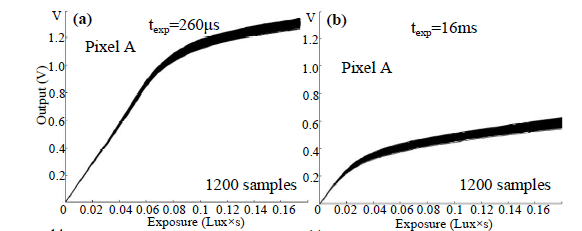 V (a) texp=260μs
1.2
Pixel A
1.0
0.8
0.6
0.4
0.2
Output (V)
1200 samples
0 0.02 0.04 0.06 0.08 0.1 0.12 0.14 0.16
Exposure (Lux×s)
V (b) texp=16ms
1.2
1.0
Pixel A
0.8
0.6
0.4
0.2
1200 samples
0 0.02 0.04 0.06 0.08 0.1 0.12 0.14 0.16
Exposure (Lux×s)